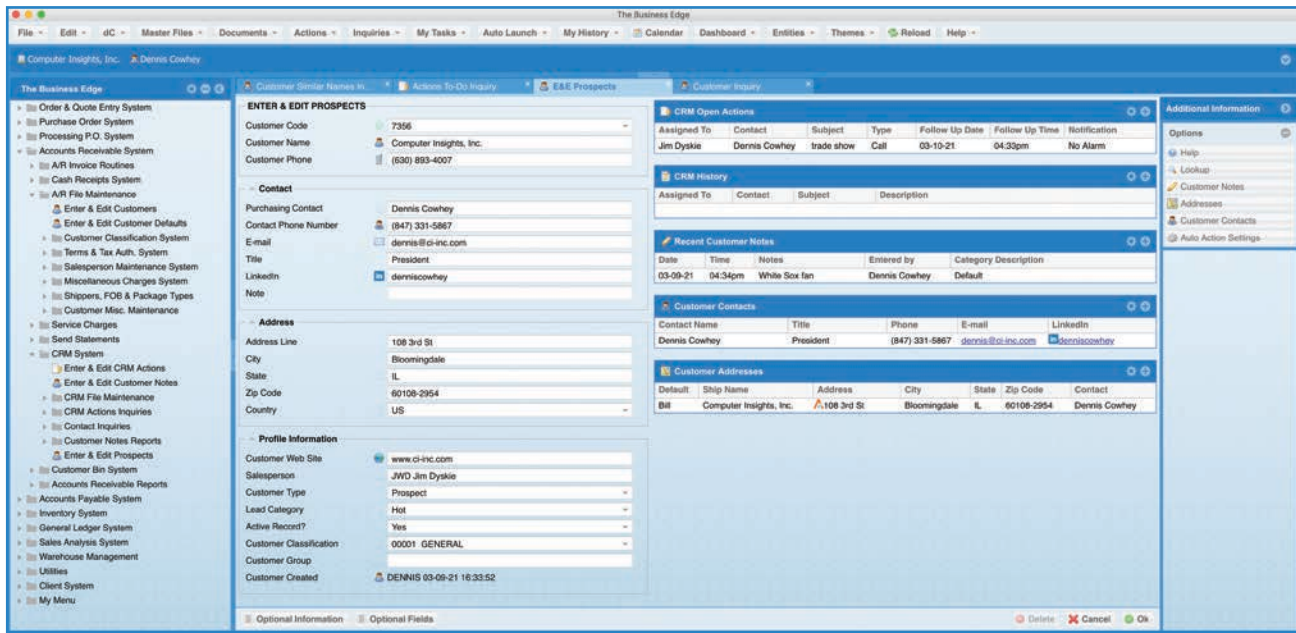 The Business Edge
File Edit dC Master Files Documents Actions Inquiries My Tasks Auto Launch My History Calendar Dashboard Entities Themes Reload Help
Computer Insights, Inc. Dennis Cowhey
The Business Edge
Order & Quote Entry System
Purchase Order System
Processing P.O. System
Accounts Receivable System
A/R Invoice Routines
Cash Receipts System
A/R File Maintenance
Enter & Edit Customers
Enter & Edit Customer Defaults
Customer Classification System
Terms & Tax Auth. System
Salesperson Maintenance System
Miscellaneous Charges System
Shippers, FOB & Package Types
Customer Misc. Maintenance
Service Charges
Send Statements
CRM System
Enter & Edit CRM Actions
Enter & Edit Customer Notes
CRM File Maintenance
CRM Actions Inquiries
Contact Inquiries
Customer Notes Reports
Enter & Edit Prospects
Customer Bin System
Accounts Receivable Reports
Accounts Payable System
Inventory System
General Ledger System
Sales Analysis System
Warehouse Management
Utilities
Client System
My Menu
Customer Similar Names In... Actions To-Do Inquiry E&E Prospects Customer Inquiry
ENTER & EDIT PROSPECTS
Customer Code 7356
Customer Name Computer Insights, Inc.
Customer Phone (630) 893-4007
Contact
Purchasing Contact Dennis Cowhey
Contact Phone Number (847) 331-5867
E-mail dennis@ci-inc.com
Title President
LinkedIn denniscowhey
Note
Address
Address Line 108 3rd St
City Bloomingdale
State IL
Zip Code 60108-2954
Country US
Profile Information
Customer Web Site www.ci-inc.com
Salesperson JWD Jim Dyskie
Customer Type Prospect
Lead Category Hot
Active Record? Yes
Customer Classification 00001 GENERAL
Customer Group
Customer Created DENNIS 03-09-21 16:33:52
Optional Information Optional Fields
CRM Open Actions
Assigned To Contact Subject Type Follow Up Date Follow Up Time Notification
Jim Dyskie Dennis Cowhey trade show Call 03-10-21 04:33pm No Alarm
CRM History
Assigned To Contact Subject Description
Recent Customer Notes
Date Time Notes Entered by Category Description
03-09-21 04:34pm White Sox fan Dennis Cowhey Default
Customer Contacts
Contact Name Title Phone E-mail LinkedIn
Dennis Cowhey President (847) 331-5867 dennis@ci-inc.com denniscowhey
Customer Addresses
Default Ship Name Address City State Zip Code Contact
Bill Computer Insights, Inc. 108 3rd St Bloomingdale IL 60108-2954 Dennis Cowhey
Delete Cancel Ok
Additional Information
Options
Help
Lookup
Customer Notes
Addresses
Customer Contacts
Auto Action Settings